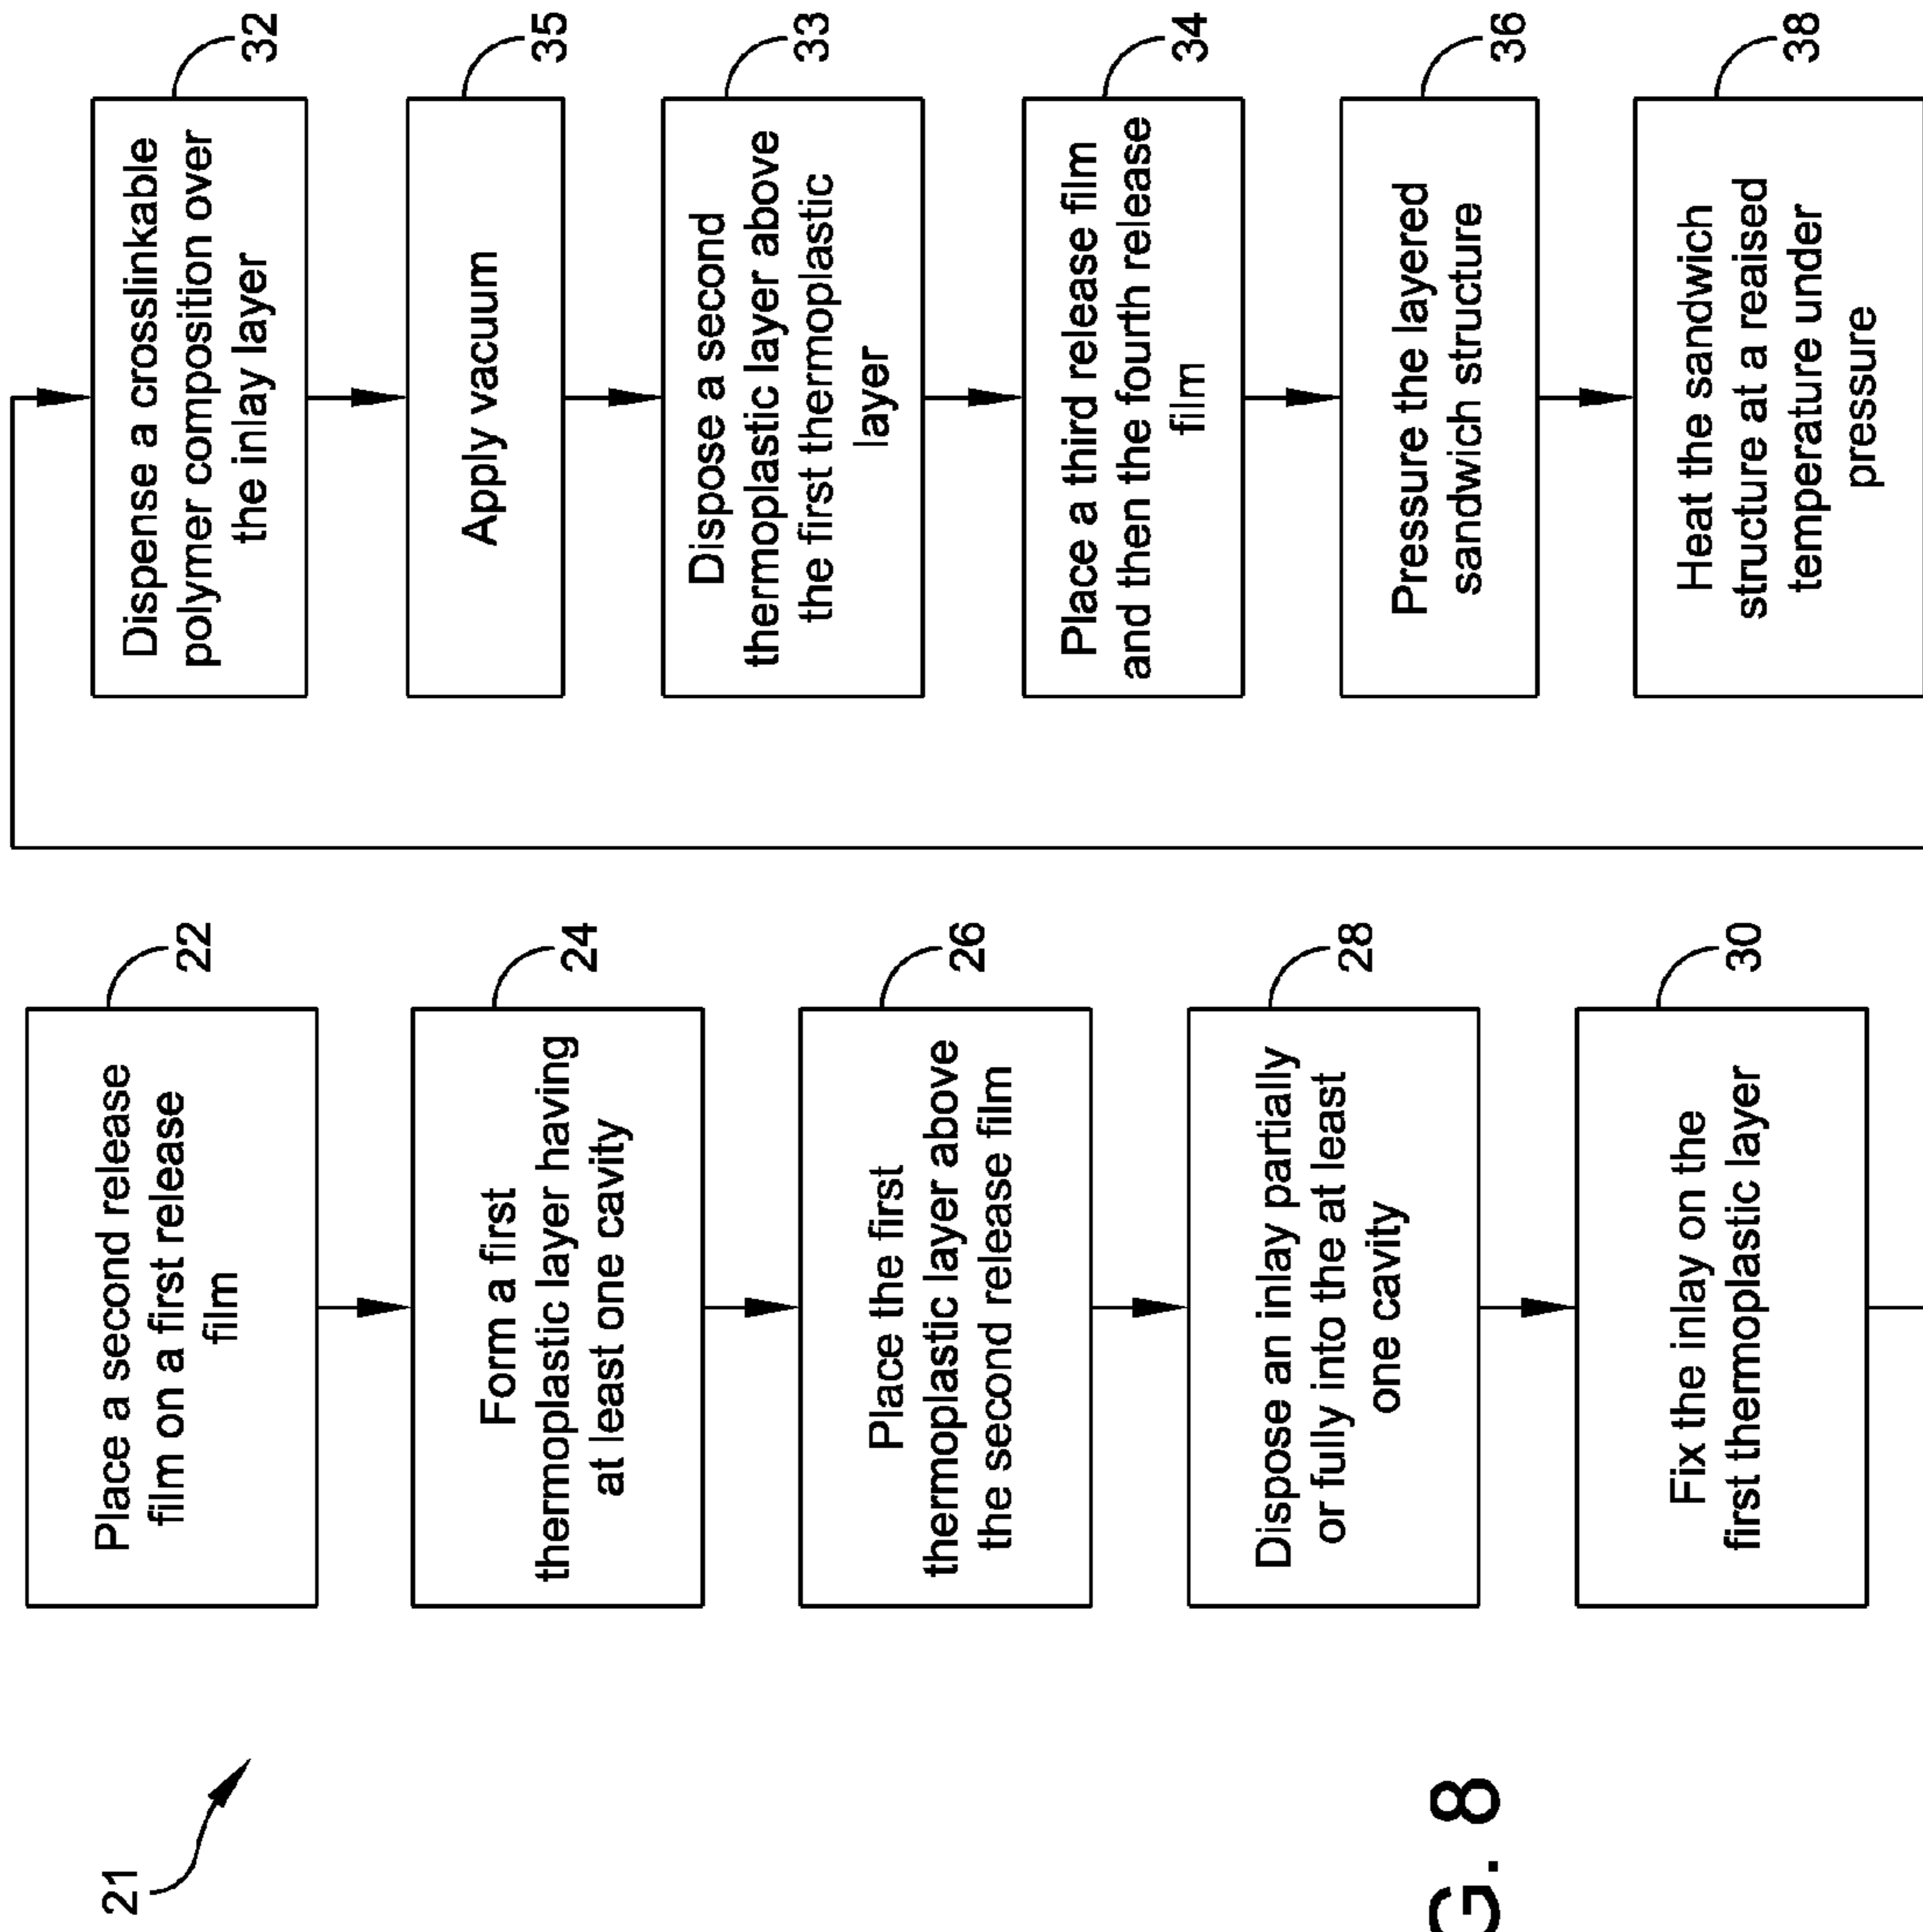 21
Place a second release
film on a first release
film
22
Form a first
thermoplastic layer having
at least one cavity
24
Place the first
thermoplastic layer above
the second release film
26
Dispose an inlay partially
or fully into the at least
one cavity
28
Fix the inlay on the
first thermoplastic layer
30
Dispense a crosslinkable
polymer composition over
the inlay layer
32
Apply vacuum
35
Dispose a second
thermoplastic layer above
the first thermoplastic
layer
33
Place a third release film
and then the fourth release
film
34
Pressure the layered
sandwich structure
36
Heat the sandwich
structure at a reaised
temperature under
pressure
38
G. 8